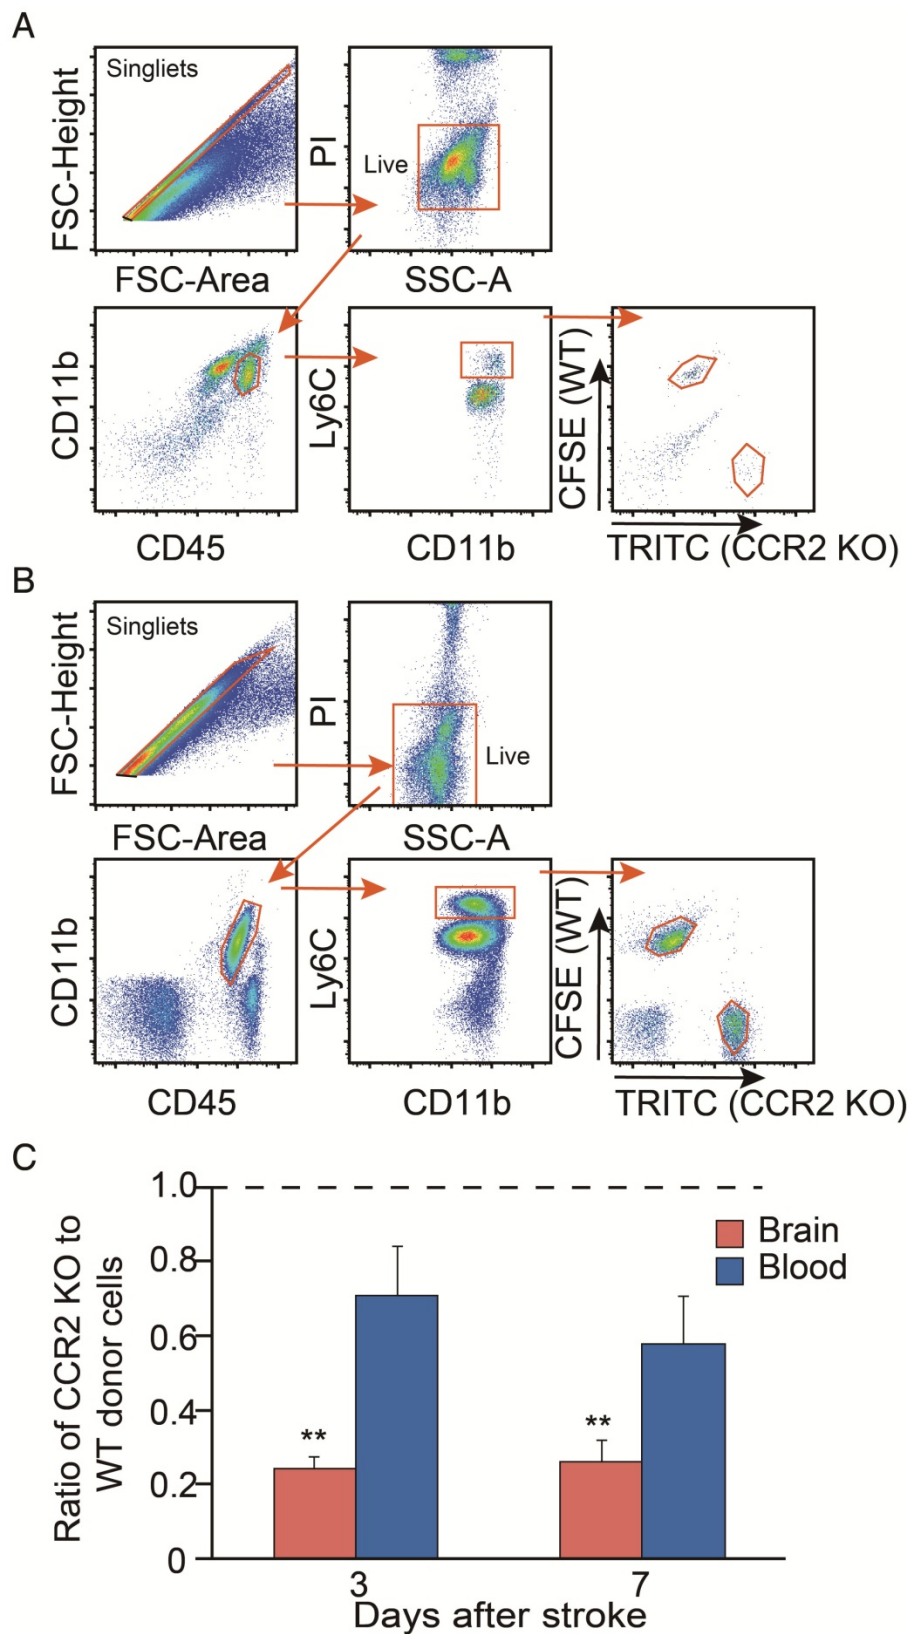 A
Singliets
FSC-Height
FSC-Area
PI
Live
SSC-A
CD11b
CD45
Ly6C
CD11b
CFSE (WT)
TRITC (CCR2 KO)
B
Singliets
FSC-Height
FSC-Area
PI
Live
SSC-A
CD11b
CD45
Ly6C
CD11b
CFSE (WT)
TRITC (CCR2 KO)
C
Ratio of CCR2 KO to
WT donor cells
1.0
0.8
0.6
0.4
0.2
0
**
**
Brain
Blood
3
7
Days after stroke